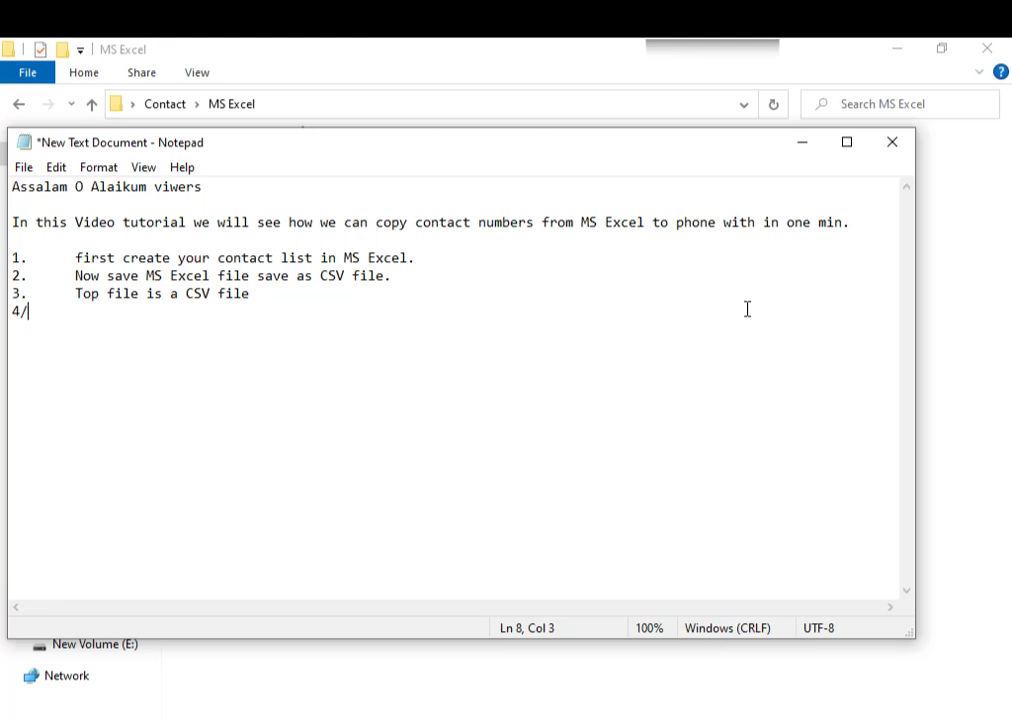 MS Excel
File Home Share View
Contact > MS Excel
Search MS Excel
*New Text Document - Notepad
File Edit Format View Help
Assalam O Alaikum viwers
In this Video tutorial we will see how we can copy contact numbers from MS Excel to phone with in one min.
1. first create your contact list in MS Excel.
2. Now save MS Excel file save as CSV file.
3. Top file is a CSV file
4/
Ln 8, Col 3 100% Windows (CRLF) UTF-8
New Volume (E:)
Network